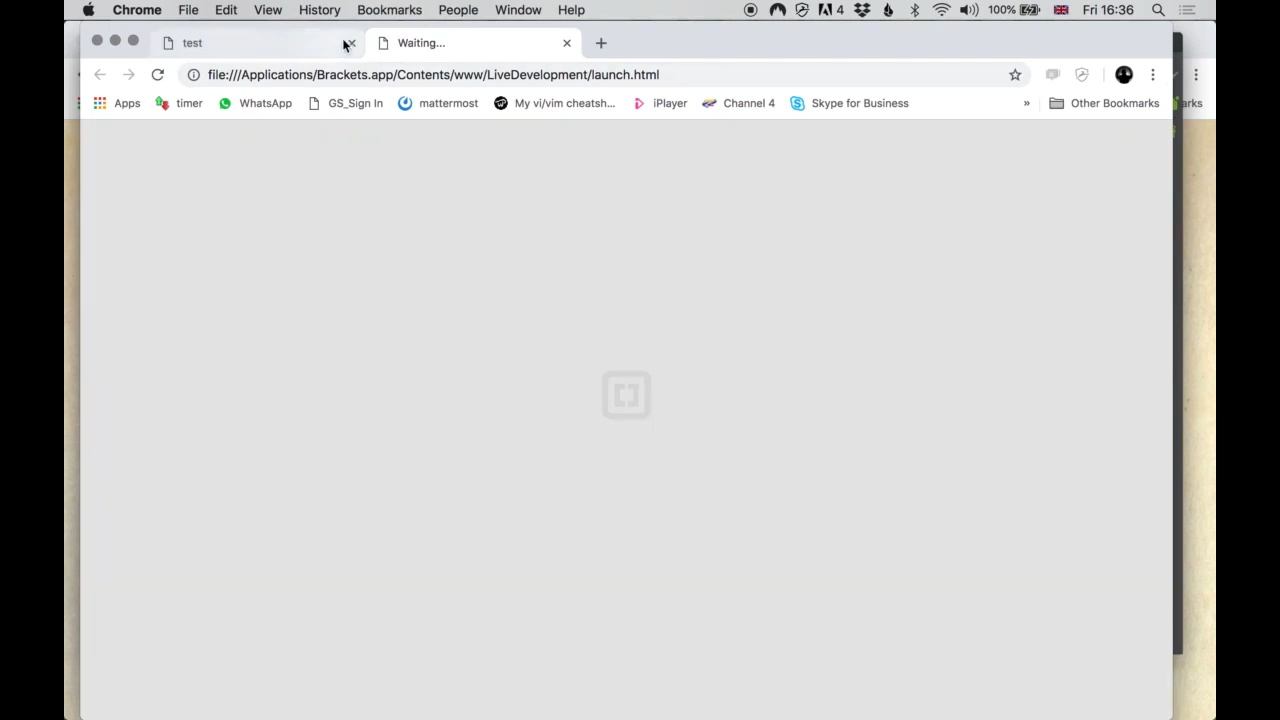 Chrome File Edit View History Bookmarks People Window Help 4 100% Fri 16:36
test Waiting...
file:///Applications/Brackets.app/Contents/www/LiveDevelopment/launch.html
Apps timer WhatsApp GS_Sign In mattermost My vi/vim cheatsh... iPlayer Channel 4 Skype for Business » Other Bookmarks arks